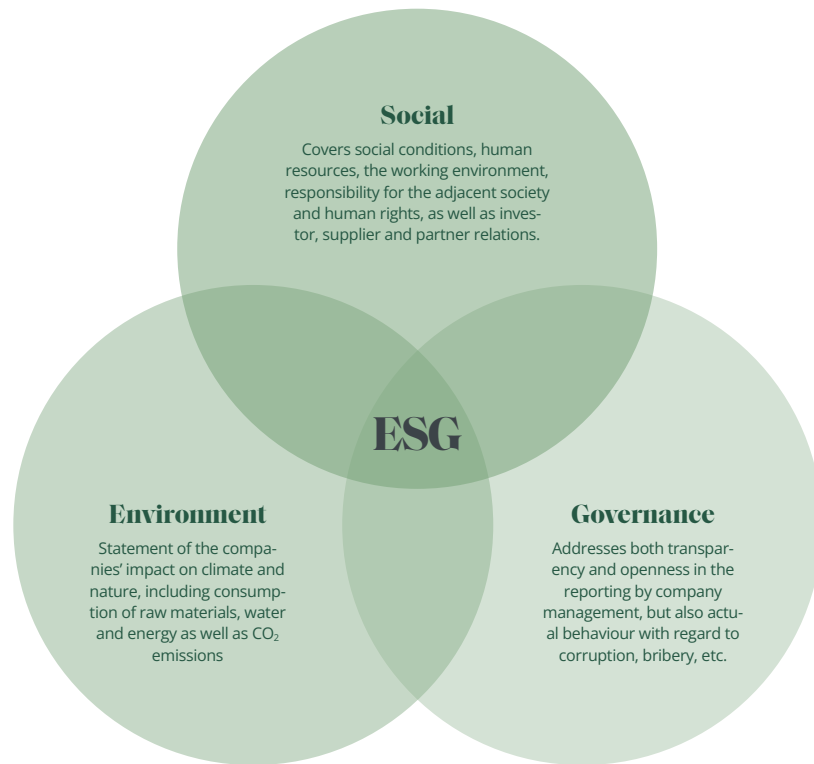 Social
Covers social conditions, human
resources, the working environment,
responsibility for the adjacent society
and human rights, as well as inves-
tor, supplier and partner relations.
ESG
Environment
Statement of the compa-
nies’ impact on climate and
nature, including consump-
tion of raw materials, water
and energy as well as CO₂
emissions
Governance
Addresses both transpar-
ency and openness in the
reporting by company
management, but also actu-
al behaviour with regard to
corruption, bribery, etc.